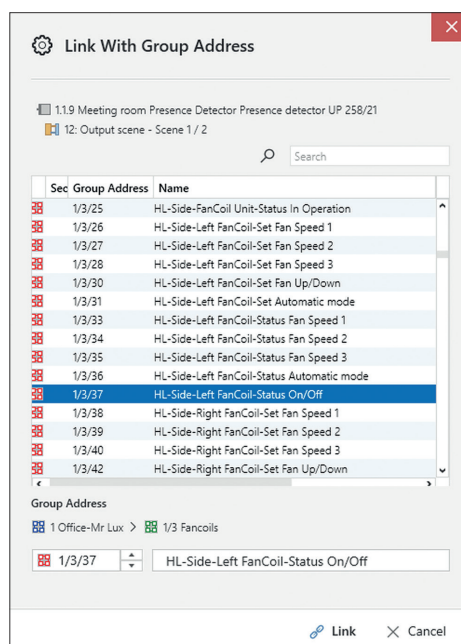 Link With Group Address
1.1.9 Meeting room Presence Detector Presence detector UP 258/21
12: Output scene - Scene 1 / 2
Search
Sec Group Address Name
1/3/25 HL-Side-FanCoil Unit-Status In Operation
1/3/26 HL-Side-Left FanCoil-Set Fan Speed 1
1/3/27 HL-Side-Left FanCoil-Set Fan Speed 2
1/3/28 HL-Side-Left FanCoil-Set Fan Speed 3
1/3/30 HL-Side-Left FanCoil-Set Fan Up/Down
1/3/31 HL-Side-Left FanCoil-Set Automatic mode
1/3/33 HL-Side-Left FanCoil-Status Fan Speed 1
1/3/34 HL-Side-Left FanCoil-Status Fan Speed 2
1/3/35 HL-Side-Left FanCoil-Status Fan Speed 3
1/3/36 HL-Side-Left FanCoil-Status Automatic mode
1/3/37 HL-Side-Left FanCoil-Status On/Off
1/3/38 HL-Side-Right FanCoil-Set Fan Speed 1
1/3/39 HL-Side-Right FanCoil-Set Fan Speed 2
1/3/40 HL-Side-Right FanCoil-Set Fan Speed 3
1/3/42 HL-Side-Right FanCoil-Set Fan Up/Down
Group Address
1 Office-Mr Lux > 1/3 Fancoils
1/3/37 HL-Side-Left FanCoil-Status On/Off
Link Cancel